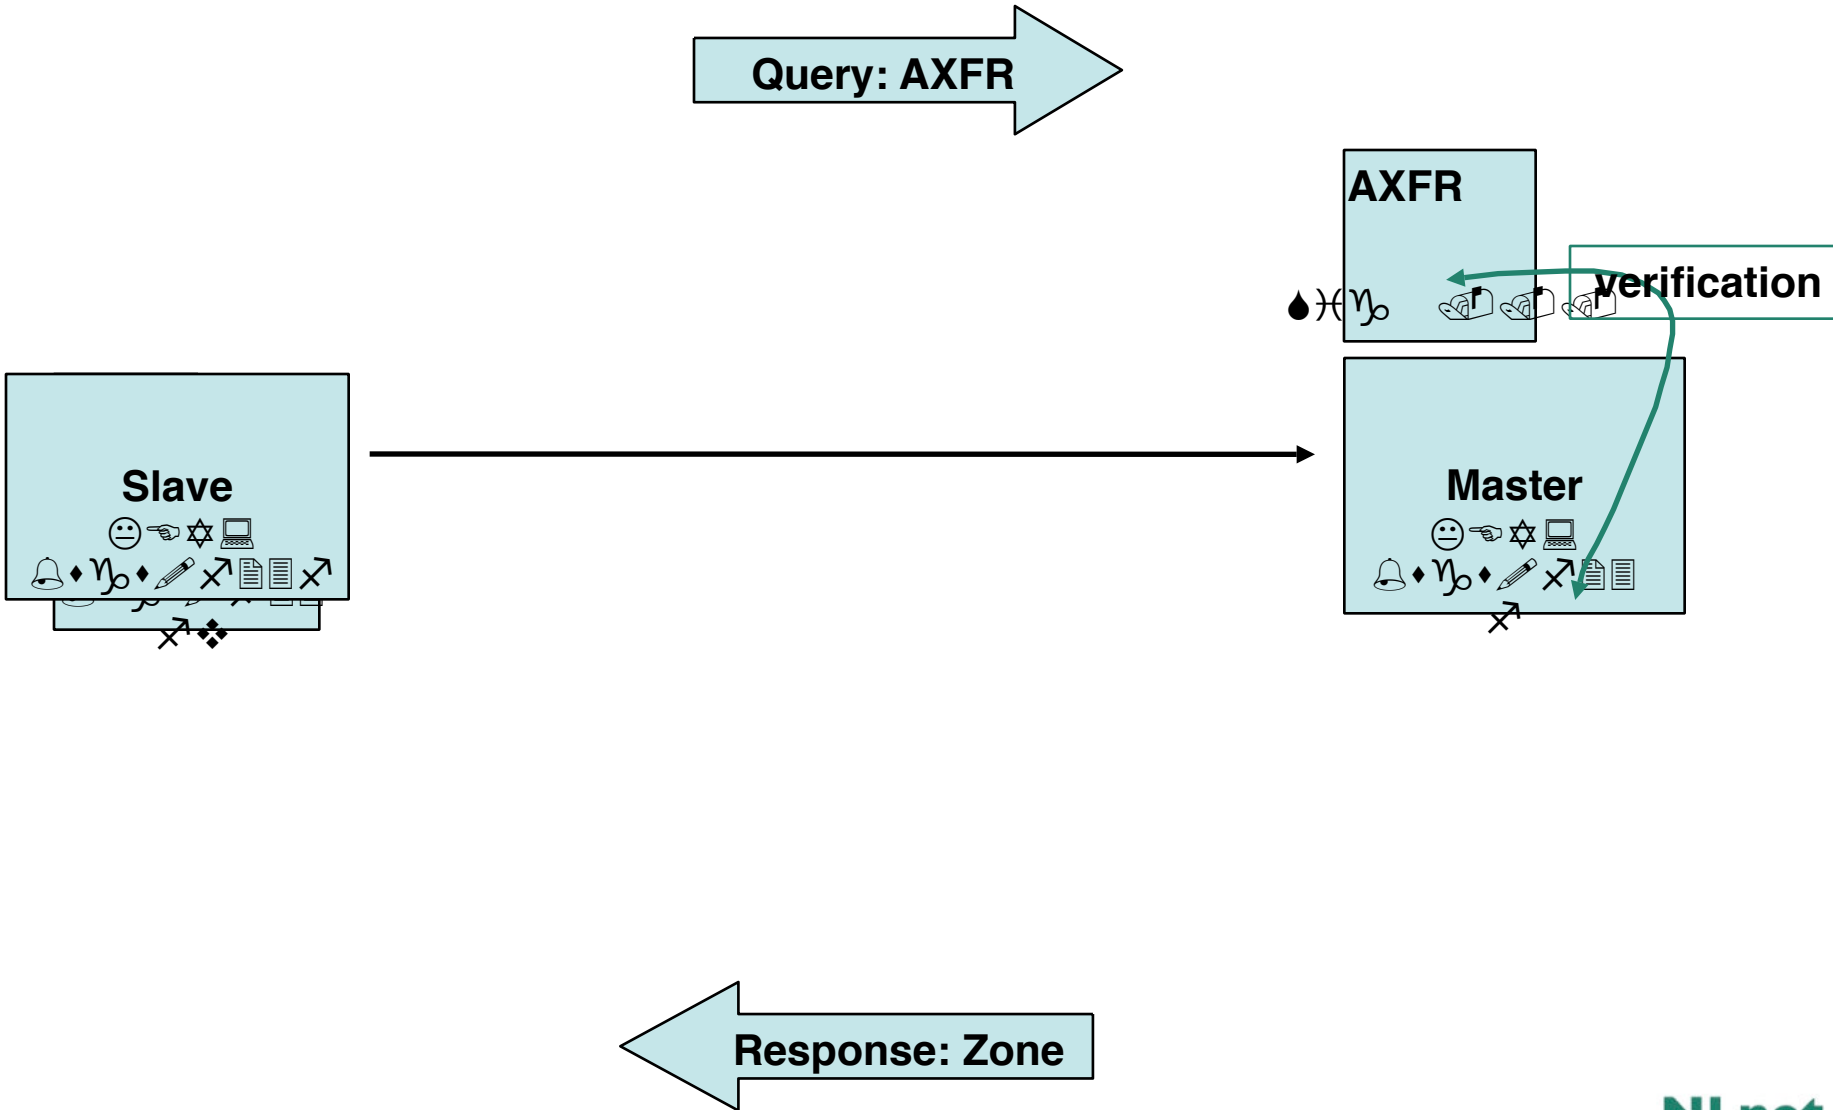 Query: AXFR
AXFR
verification
Slave
Master
Response: Zone